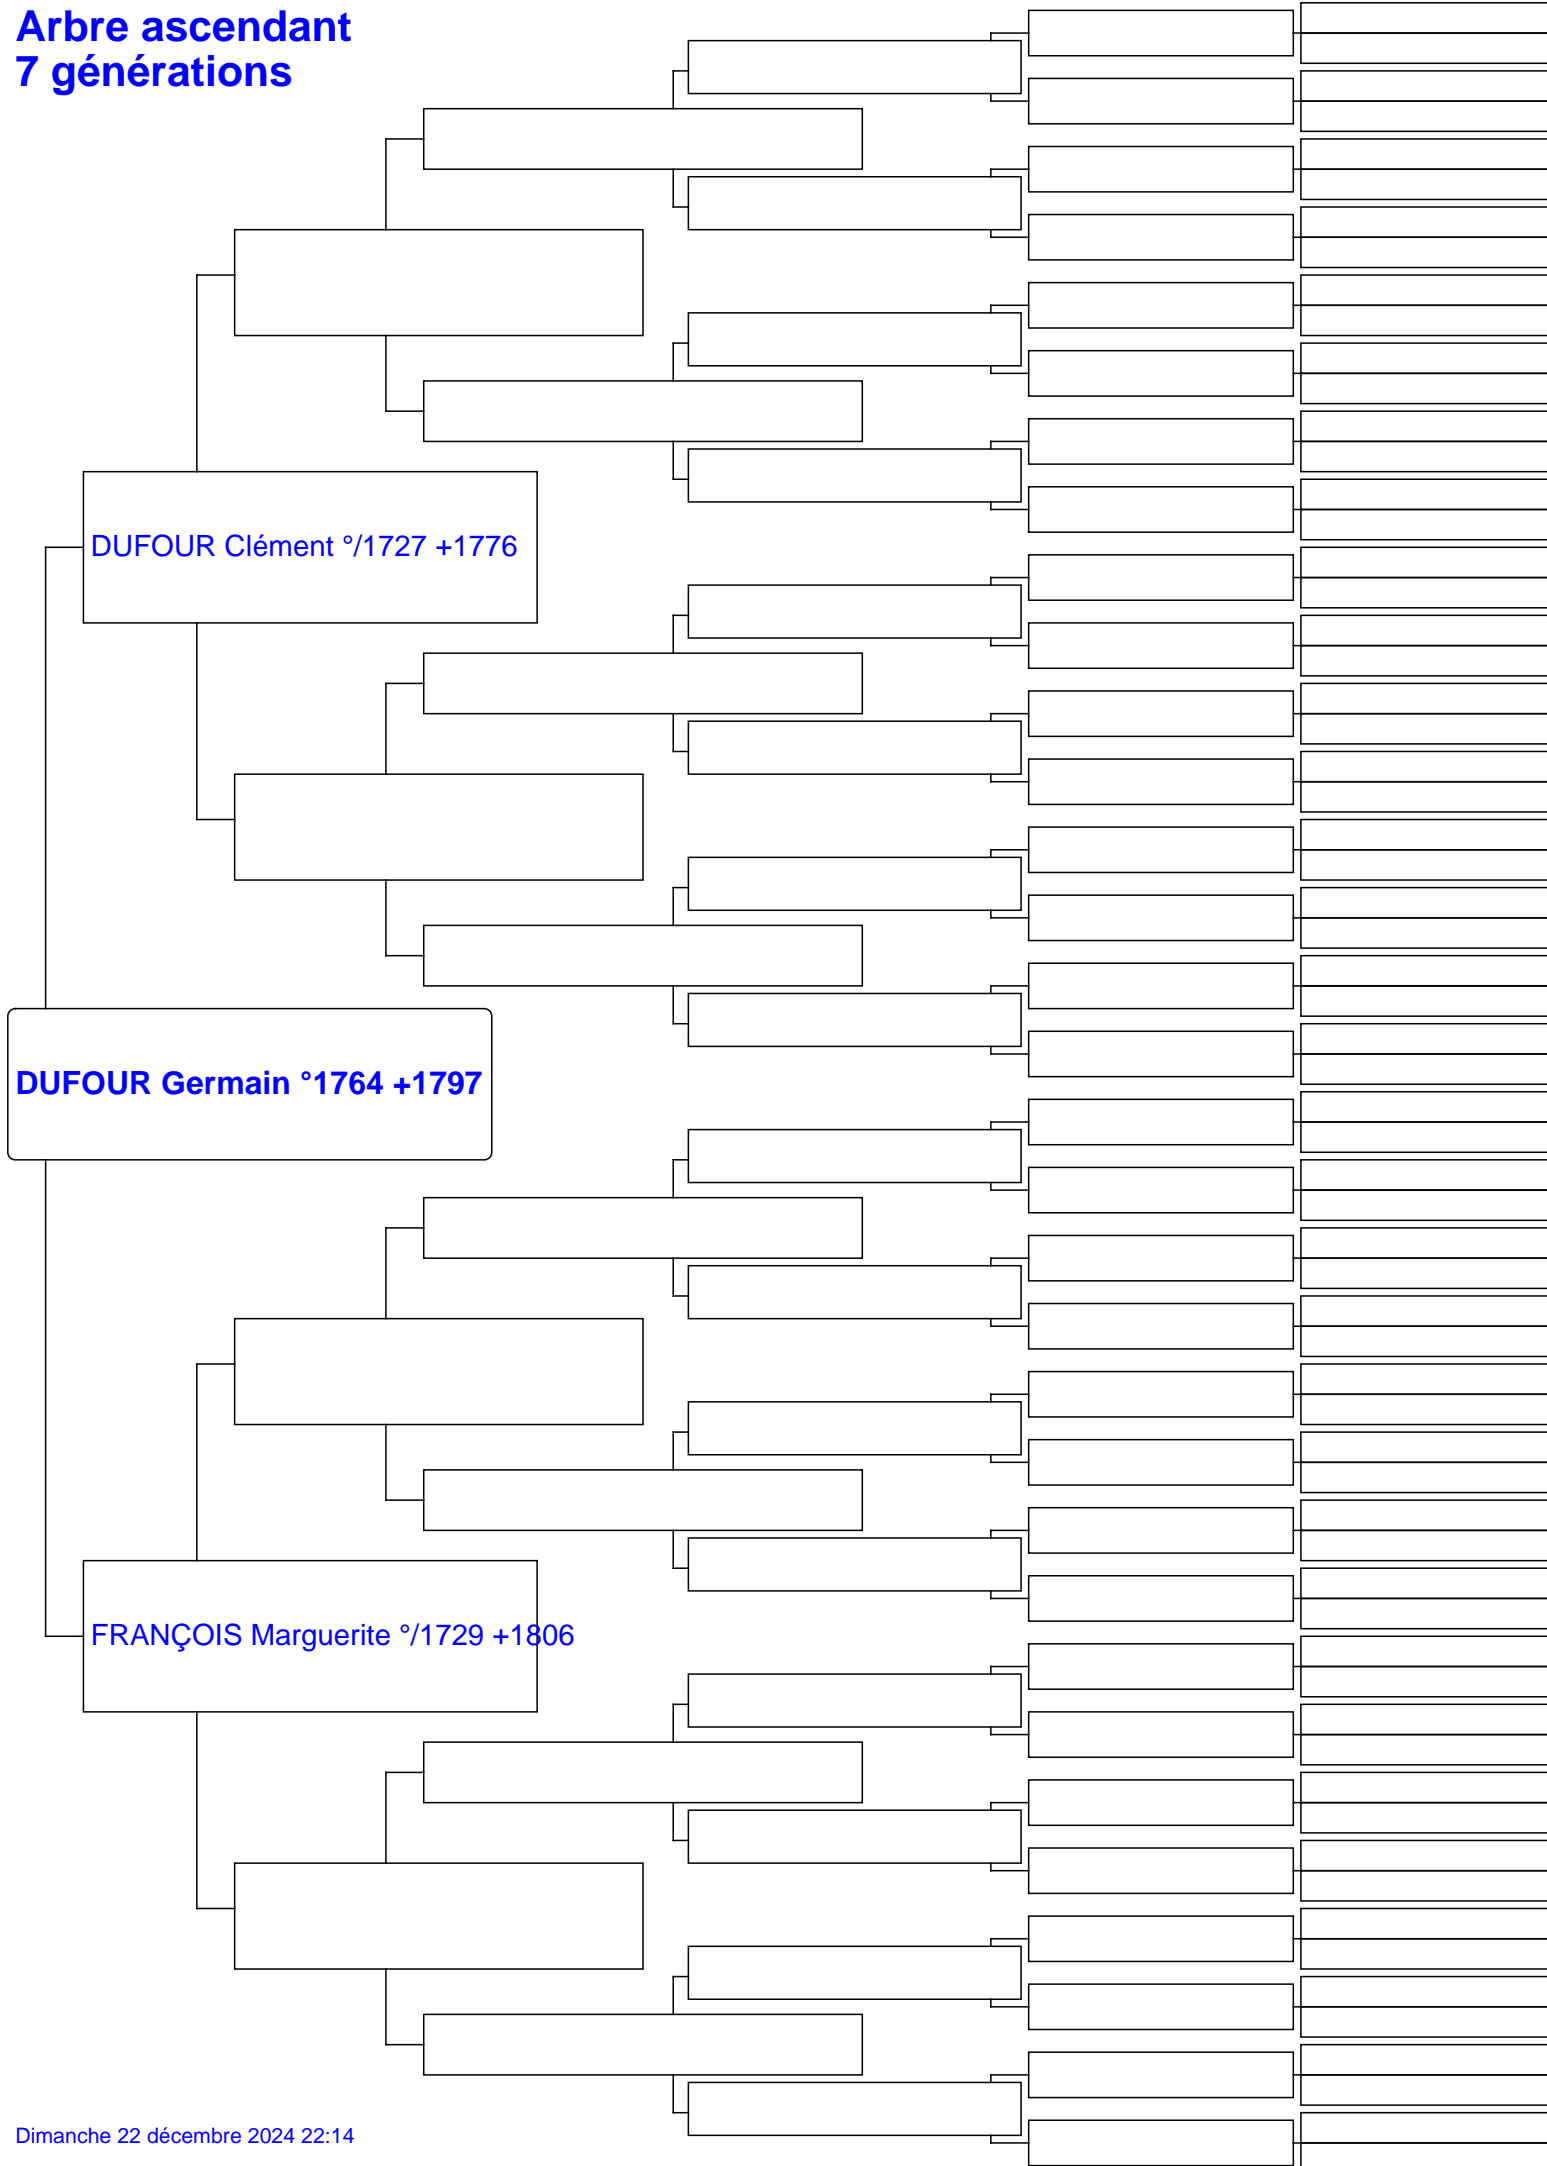 Arbre ascendant
7 générations
DUFOUR Clément °/1727 +1776
DUFOUR Germain °1764 +1797
FRANÇOIS Marguerite °/1729 +1806
Dimanche 22 décembre 2024 22:14